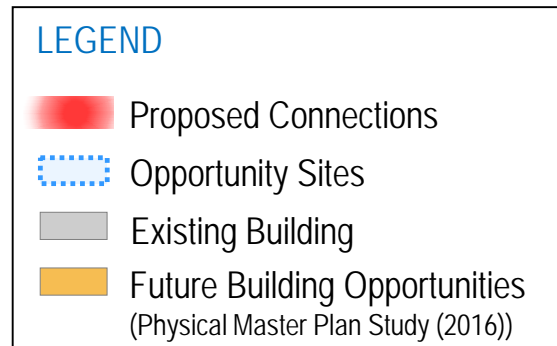 LEGEND
Proposed Connections
Opportunity Sites
Existing Building
Future Building Opportunities
(Physical Master Plan Study (2016))